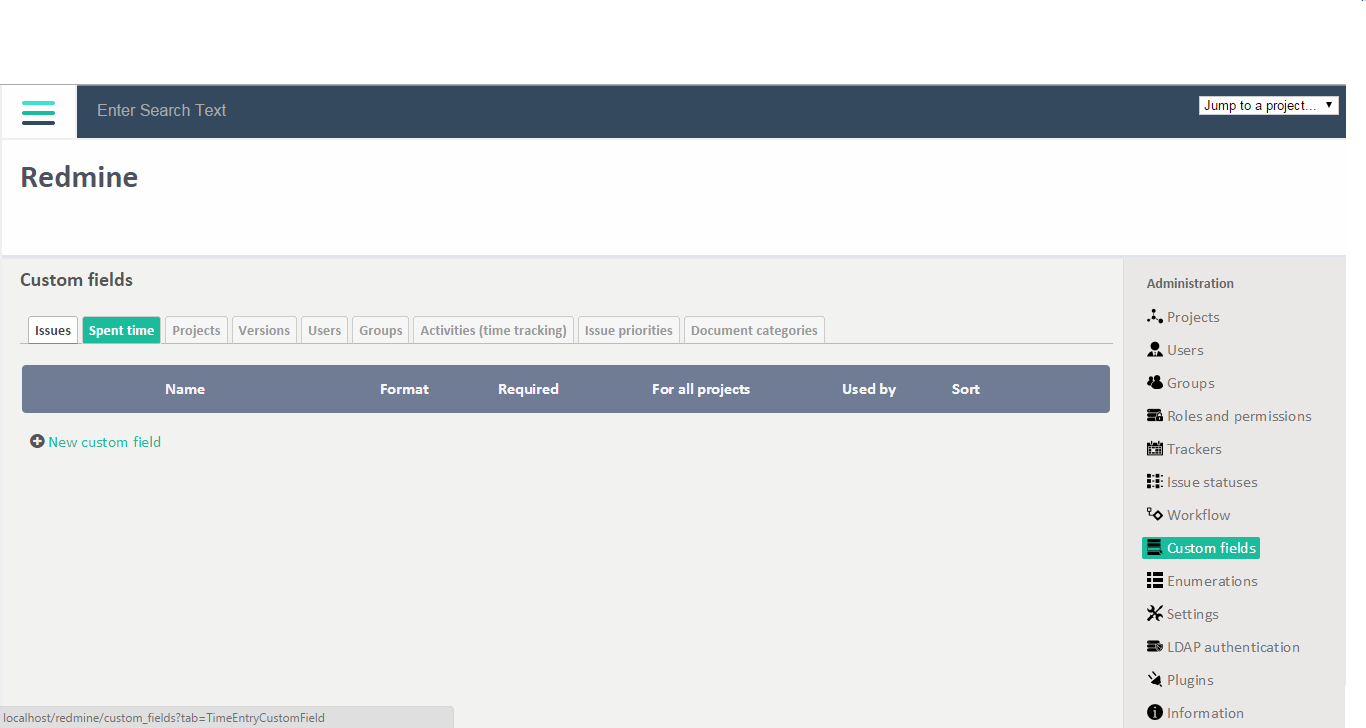 Enter Search Text
Jump to a project...
Redmine
Custom fields
Issues Spent time Projects Versions Users Groups Activities (time tracking) Issue priorities Document categories
Name Format Required For all projects Used by Sort
New custom field
Administration
Projects
Users
Groups
Roles and permissions
Trackers
Issue statuses
Workflow
Custom fields
Enumerations
Settings
LDAP authentication
Plugins
Information
localhost/redmine/custom_fields?tab=TimeEntryCustomField